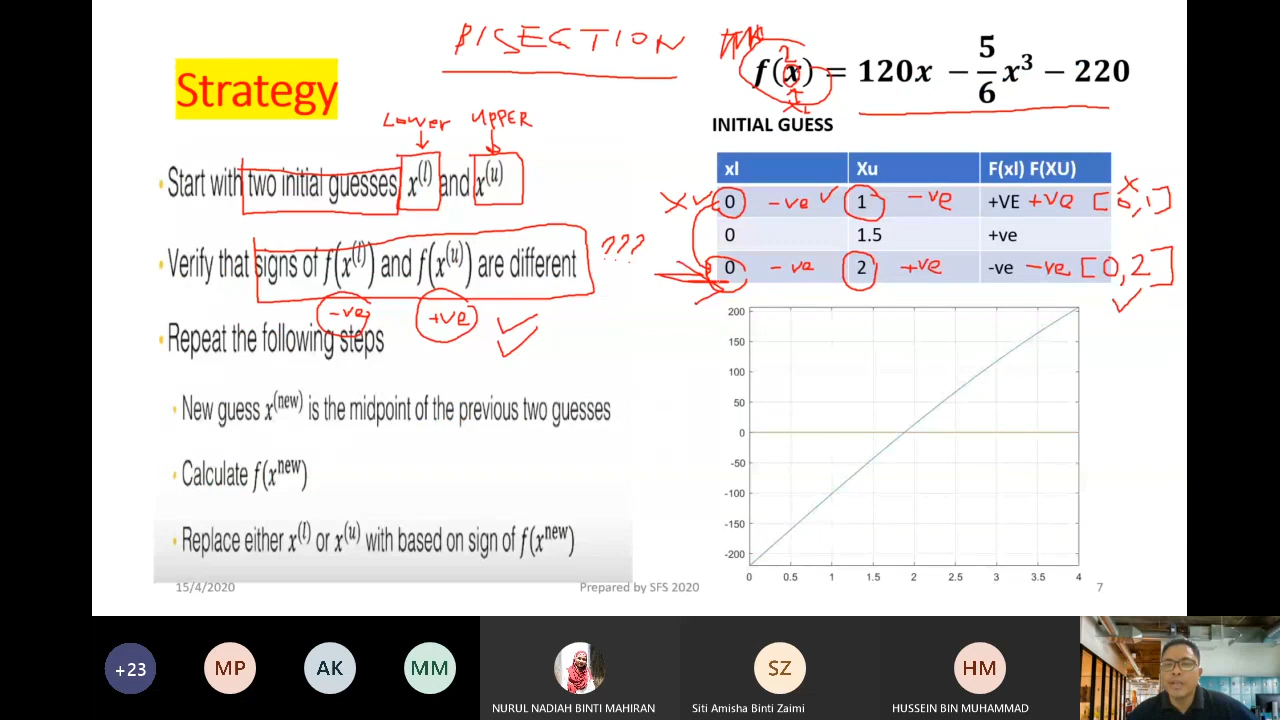 BISECTION
Strategy
f(x) = 120x − 5/6 x³ − 220
2
xL
Lower UPPER
INITIAL GUESS
• Start with two initial guesses x^(l) and x^(u)
xl Xu F(xl) F(XU)
0 -ve ✓ 1 -ve +VE +ve [0,1] X
0 1.5 +ve
0 -ve 2 +ve -ve -ve [0,2] ✓
• Verify that signs of f(x^(l)) and f(x^(u)) are different ???
-ve +ve ✓
• Repeat the following steps
• New guess x^(new) is the midpoint of the previous two guesses
• Calculate f(x^new)
• Replace either x^(l) or x^(u) with based on sign of f(x^new)
200
150
100
50
0
-50
-100
-150
-200
0 0.5 1 1.5 2 2.5 3 3.5 4
15/4/2020 Prepared by SFS 2020 7
+23 MP AK MM SZ HM
NURUL NADIAH BINTI MAHIRAN Siti Amisha Binti Zaimi HUSSEIN BIN MUHAMMAD